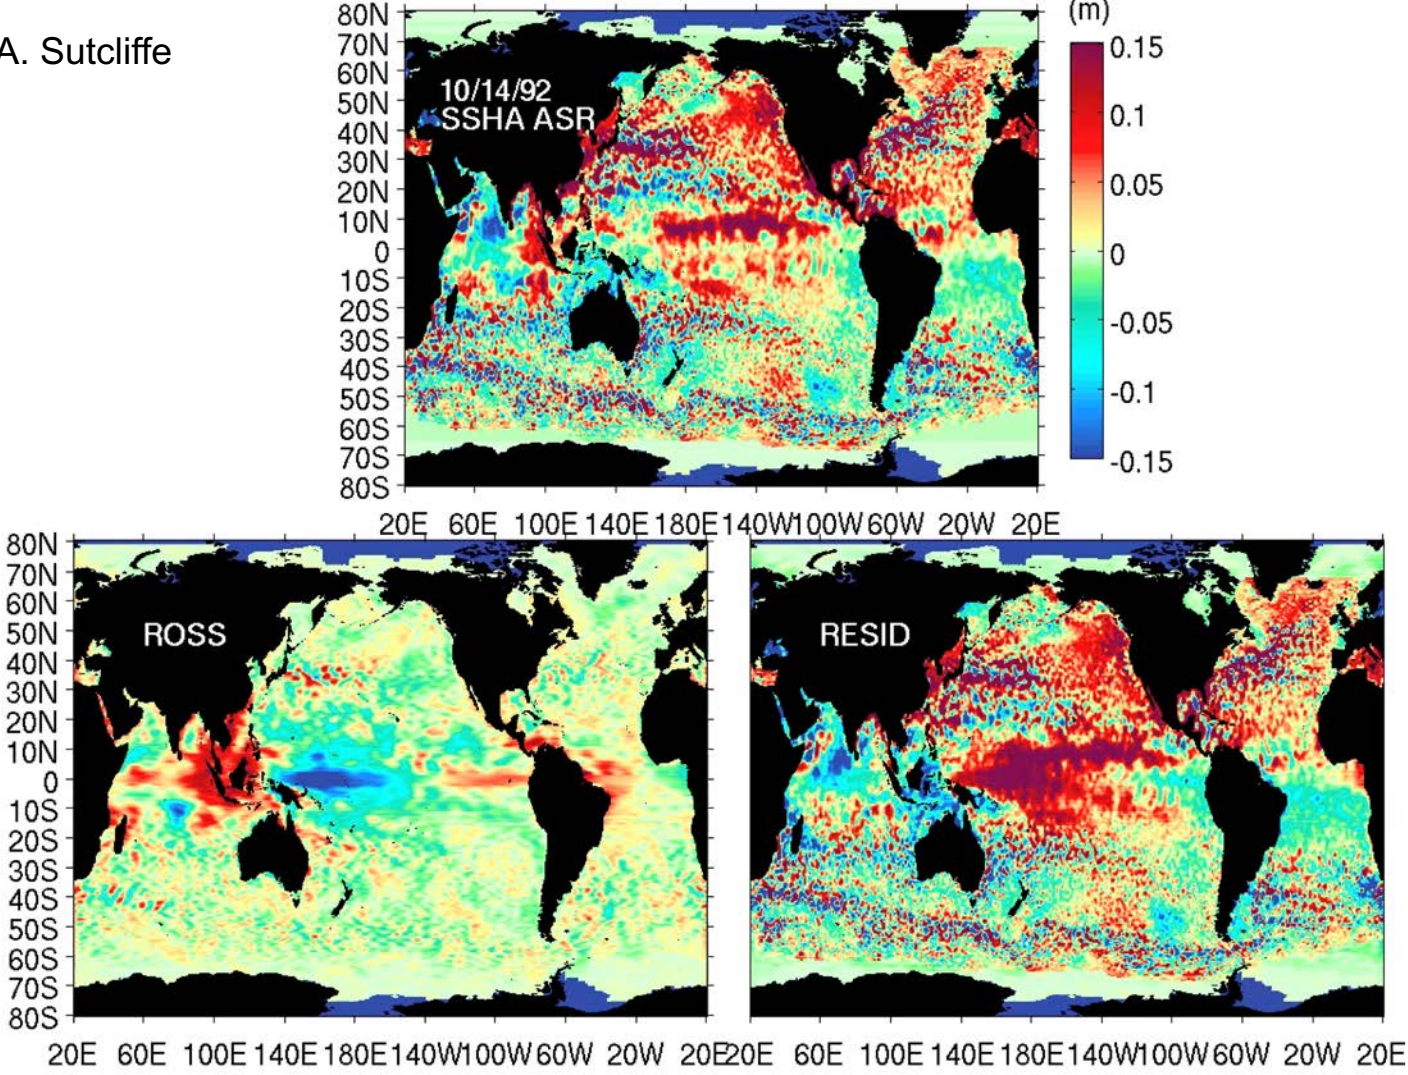 A. Sutcliffe
(m)
80N
70N
60N
50N
40N
30N
20N
10N
0
10S
20S
30S
40S
50S
60S
70S
80S
10/14/92
SSHA ASR
0.15
0.1
0.05
0
-0.05
-0.1
-0.15
20E 60E 100E 140E 180E 140W 100W 60W 20W 20E
80N
70N
60N
50N
40N
30N
20N
10N
0
10S
20S
30S
40S
50S
60S
70S
80S
ROSS
20E 60E 100E 140E 180E 140W 100W 60W 20W 20E
RESID
20E 60E 100E 140E 180E 140W 100W 60W 20W 20E